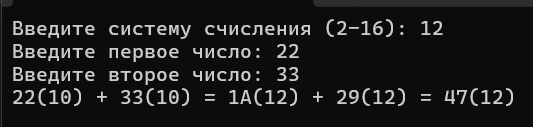 Введите систему счисления (2-16): 12
Введите первое число: 22
Введите второе число: 33
22(10) + 33(10) = 1A(12) + 29(12) = 47(12)